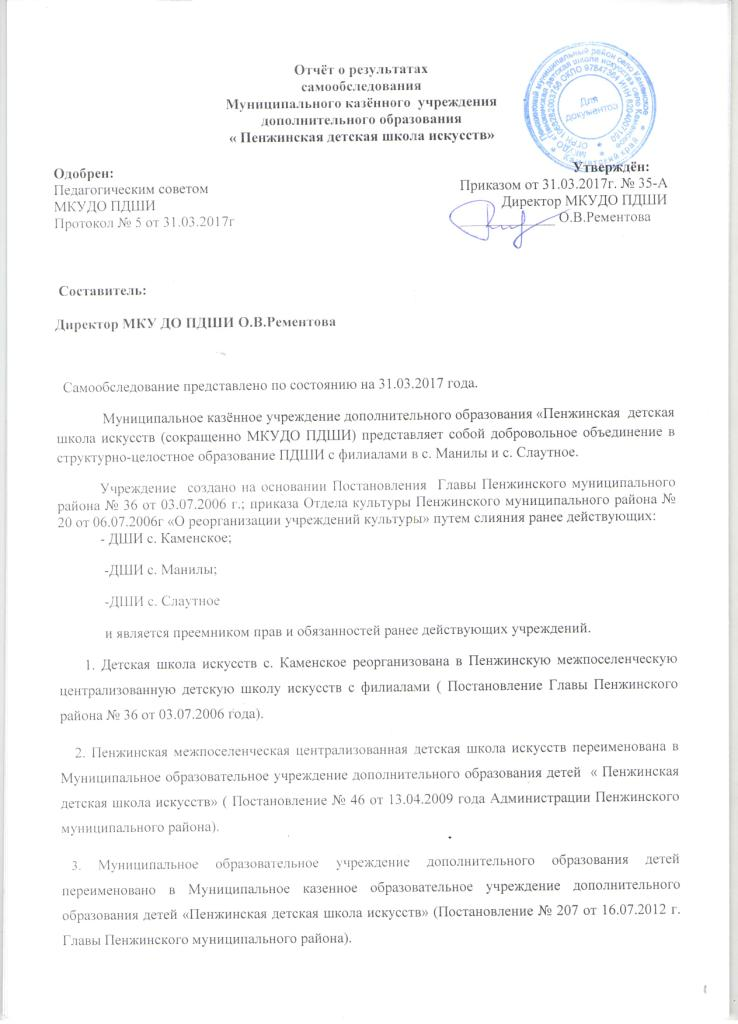 Отчёт о результатах
самообследования
Муниципального казённого учреждения
дополнительного образования
« Пенжинская детская школа искусств»
Для
документов
Одобрен:
Педагогическим советом
МКУДО ПДШИ
Протокол № 5 от 31.03.2017г
Утверждён:
Приказом от 31.03.2017г. № 35-А
Директор МКУДО ПДШИ
О.В.Рементова
Составитель:
Директор МКУ ДО ПДШИ О.В.Рементова
Самообследование представлено по состоянию на 31.03.2017 года.
Муниципальное казённое учреждение дополнительного образования «Пенжинская детская
школа искусств (сокращенно МКУДО ПДШИ) представляет собой добровольное объединение в
структурно-целостное образование ПДШИ с филиалами в с. Манилы и с. Слаутное.
Учреждение создано на основании Постановления Главы Пенжинского муниципального
района № 36 от 03.07.2006 г.; приказа Отдела культуры Пенжинского муниципального района №
20 от 06.07.2006г «О реорганизации учреждений культуры» путем слияния ранее действующих:
- ДШИ с. Каменское;
-ДШИ с. Манилы;
-ДШИ с. Слаутное
и является преемником прав и обязанностей ранее действующих учреждений.
1. Детская школа искусств с. Каменское реорганизована в Пенжинскую межпоселенческую
централизованную детскую школу искусств с филиалами ( Постановление Главы Пенжинского
района № 36 от 03.07.2006 года).
2. Пенжинская межпоселенческая централизованная детская школа искусств переименована в
Муниципальное образовательное учреждение дополнительного образования детей « Пенжинская
детская школа искусств» ( Постановление № 46 от 13.04.2009 года Администрации Пенжинского
муниципального района).
3. Муниципальное образовательное учреждение дополнительного образования детей
переименовано в Муниципальное казенное образовательное учреждение дополнительного
образования детей «Пенжинская детская школа искусств» (Постановление № 207 от 16.07.2012 г.
Главы Пенжинского муниципального района).